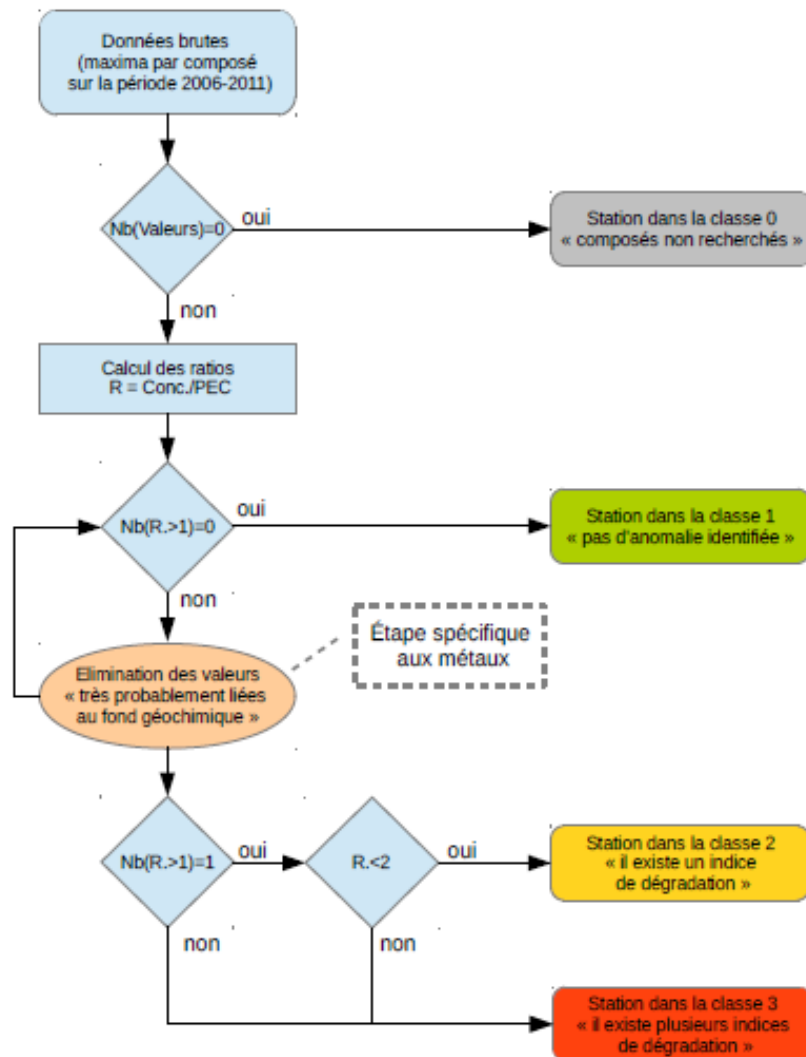 Données brutes
(maxima par composé
sur la période 2006-2011)
Nb(Valeurs)=0
oui
Station dans la classe 0
« composés non recherchés »
non
Calcul des ratios
R = Conc./PEC
Nb(R.>1)=0
oui
Station dans la classe 1
« pas d'anomalie identifiée »
non
Étape spécifique
aux métaux
Elimination des valeurs
« très probablement liées
au fond géochimique »
Nb(R.>1)=1
oui
R.<2
oui
Station dans la classe 2
« il existe un indice
de dégradation »
non
non
Station dans la classe 3
« il existe plusieurs indices
de dégradation »